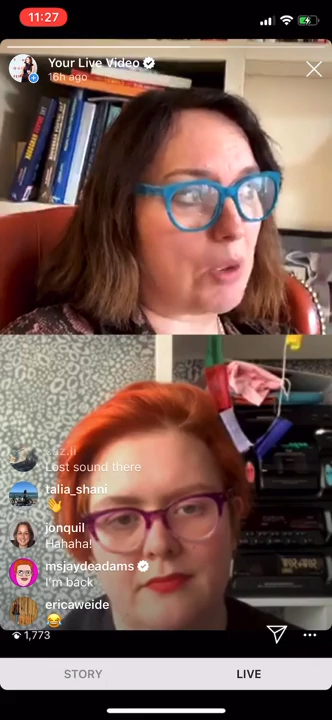 11:27
Your Live Video
16h ago
Lost sound there
talia_shani
👋
jonquil
Hahaha!
msjaydeadams
I'm back
ericaweide
😂
1,773
STORY
LIVE